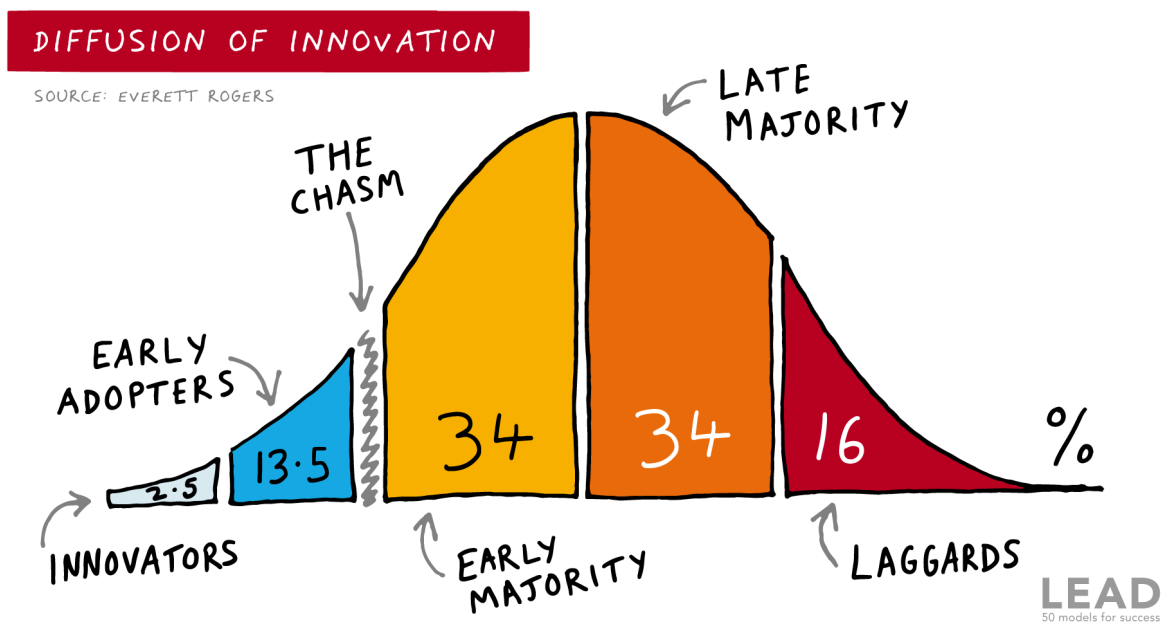 DIFFUSION OF INNOVATION
SOURCE: EVERETT ROGERS
LATE
MAJORITY
THE
CHASM
EARLY
ADOPTERS
2.5
13.5
34
34
16
%
INNOVATORS
EARLY
MAJORITY
LAGGARDS
LEAD
50 models for success